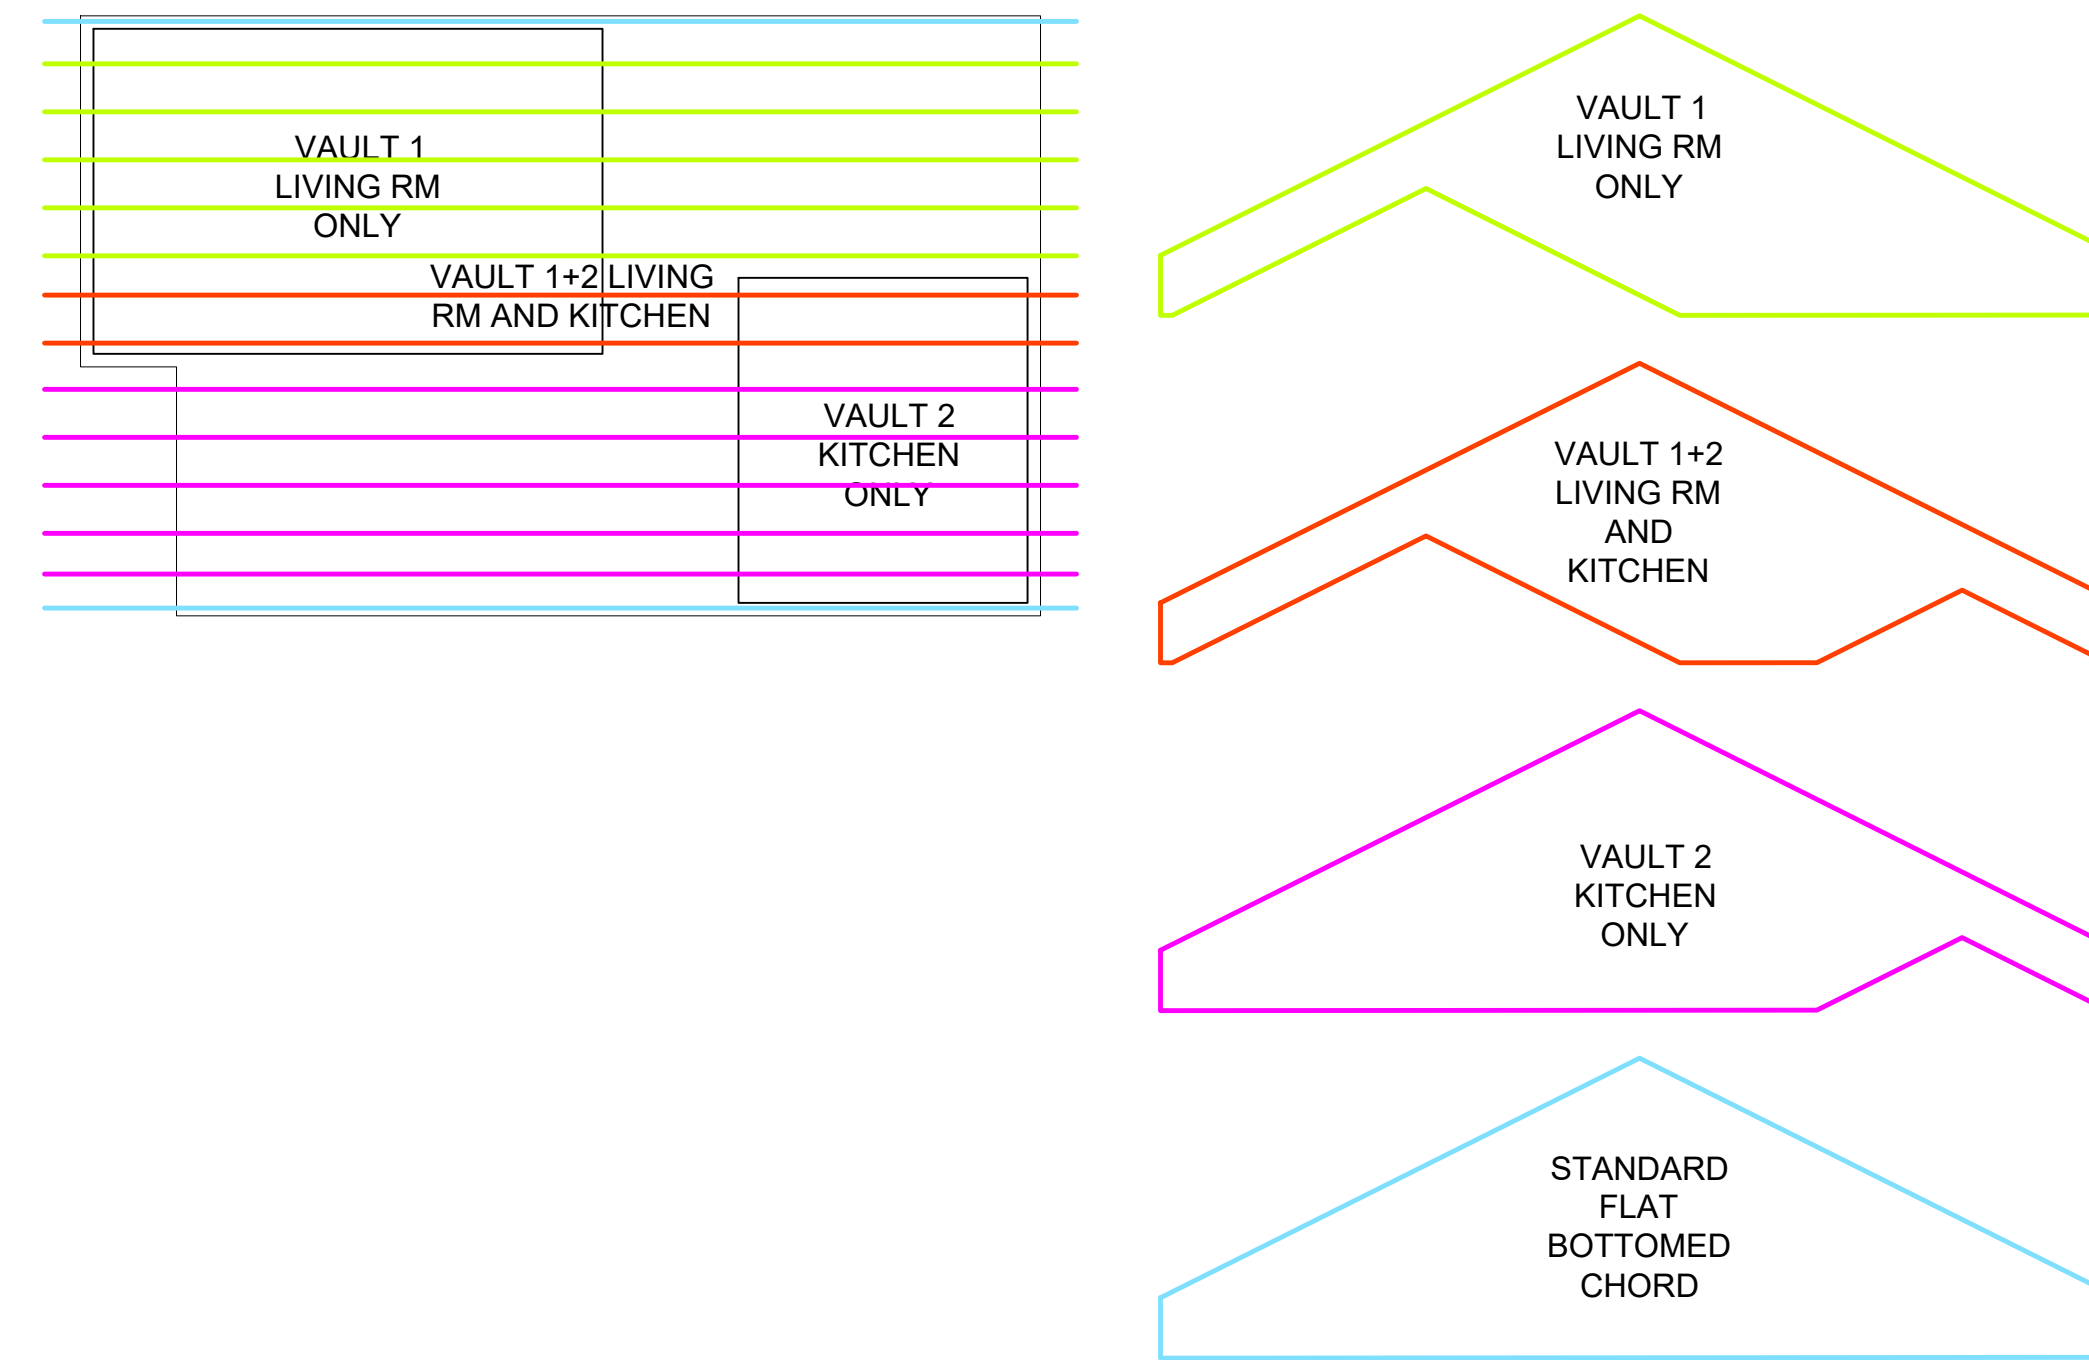 VAULT 1
LIVING RM
ONLY
VAULT 1+2 LIVING
RM AND KITCHEN
VAULT 2
KITCHEN
ONLY
VAULT 1
LIVING RM
ONLY
VAULT 1+2
LIVING RM
AND
KITCHEN
VAULT 2
KITCHEN
ONLY
STANDARD
FLAT
BOTTOMED
CHORD